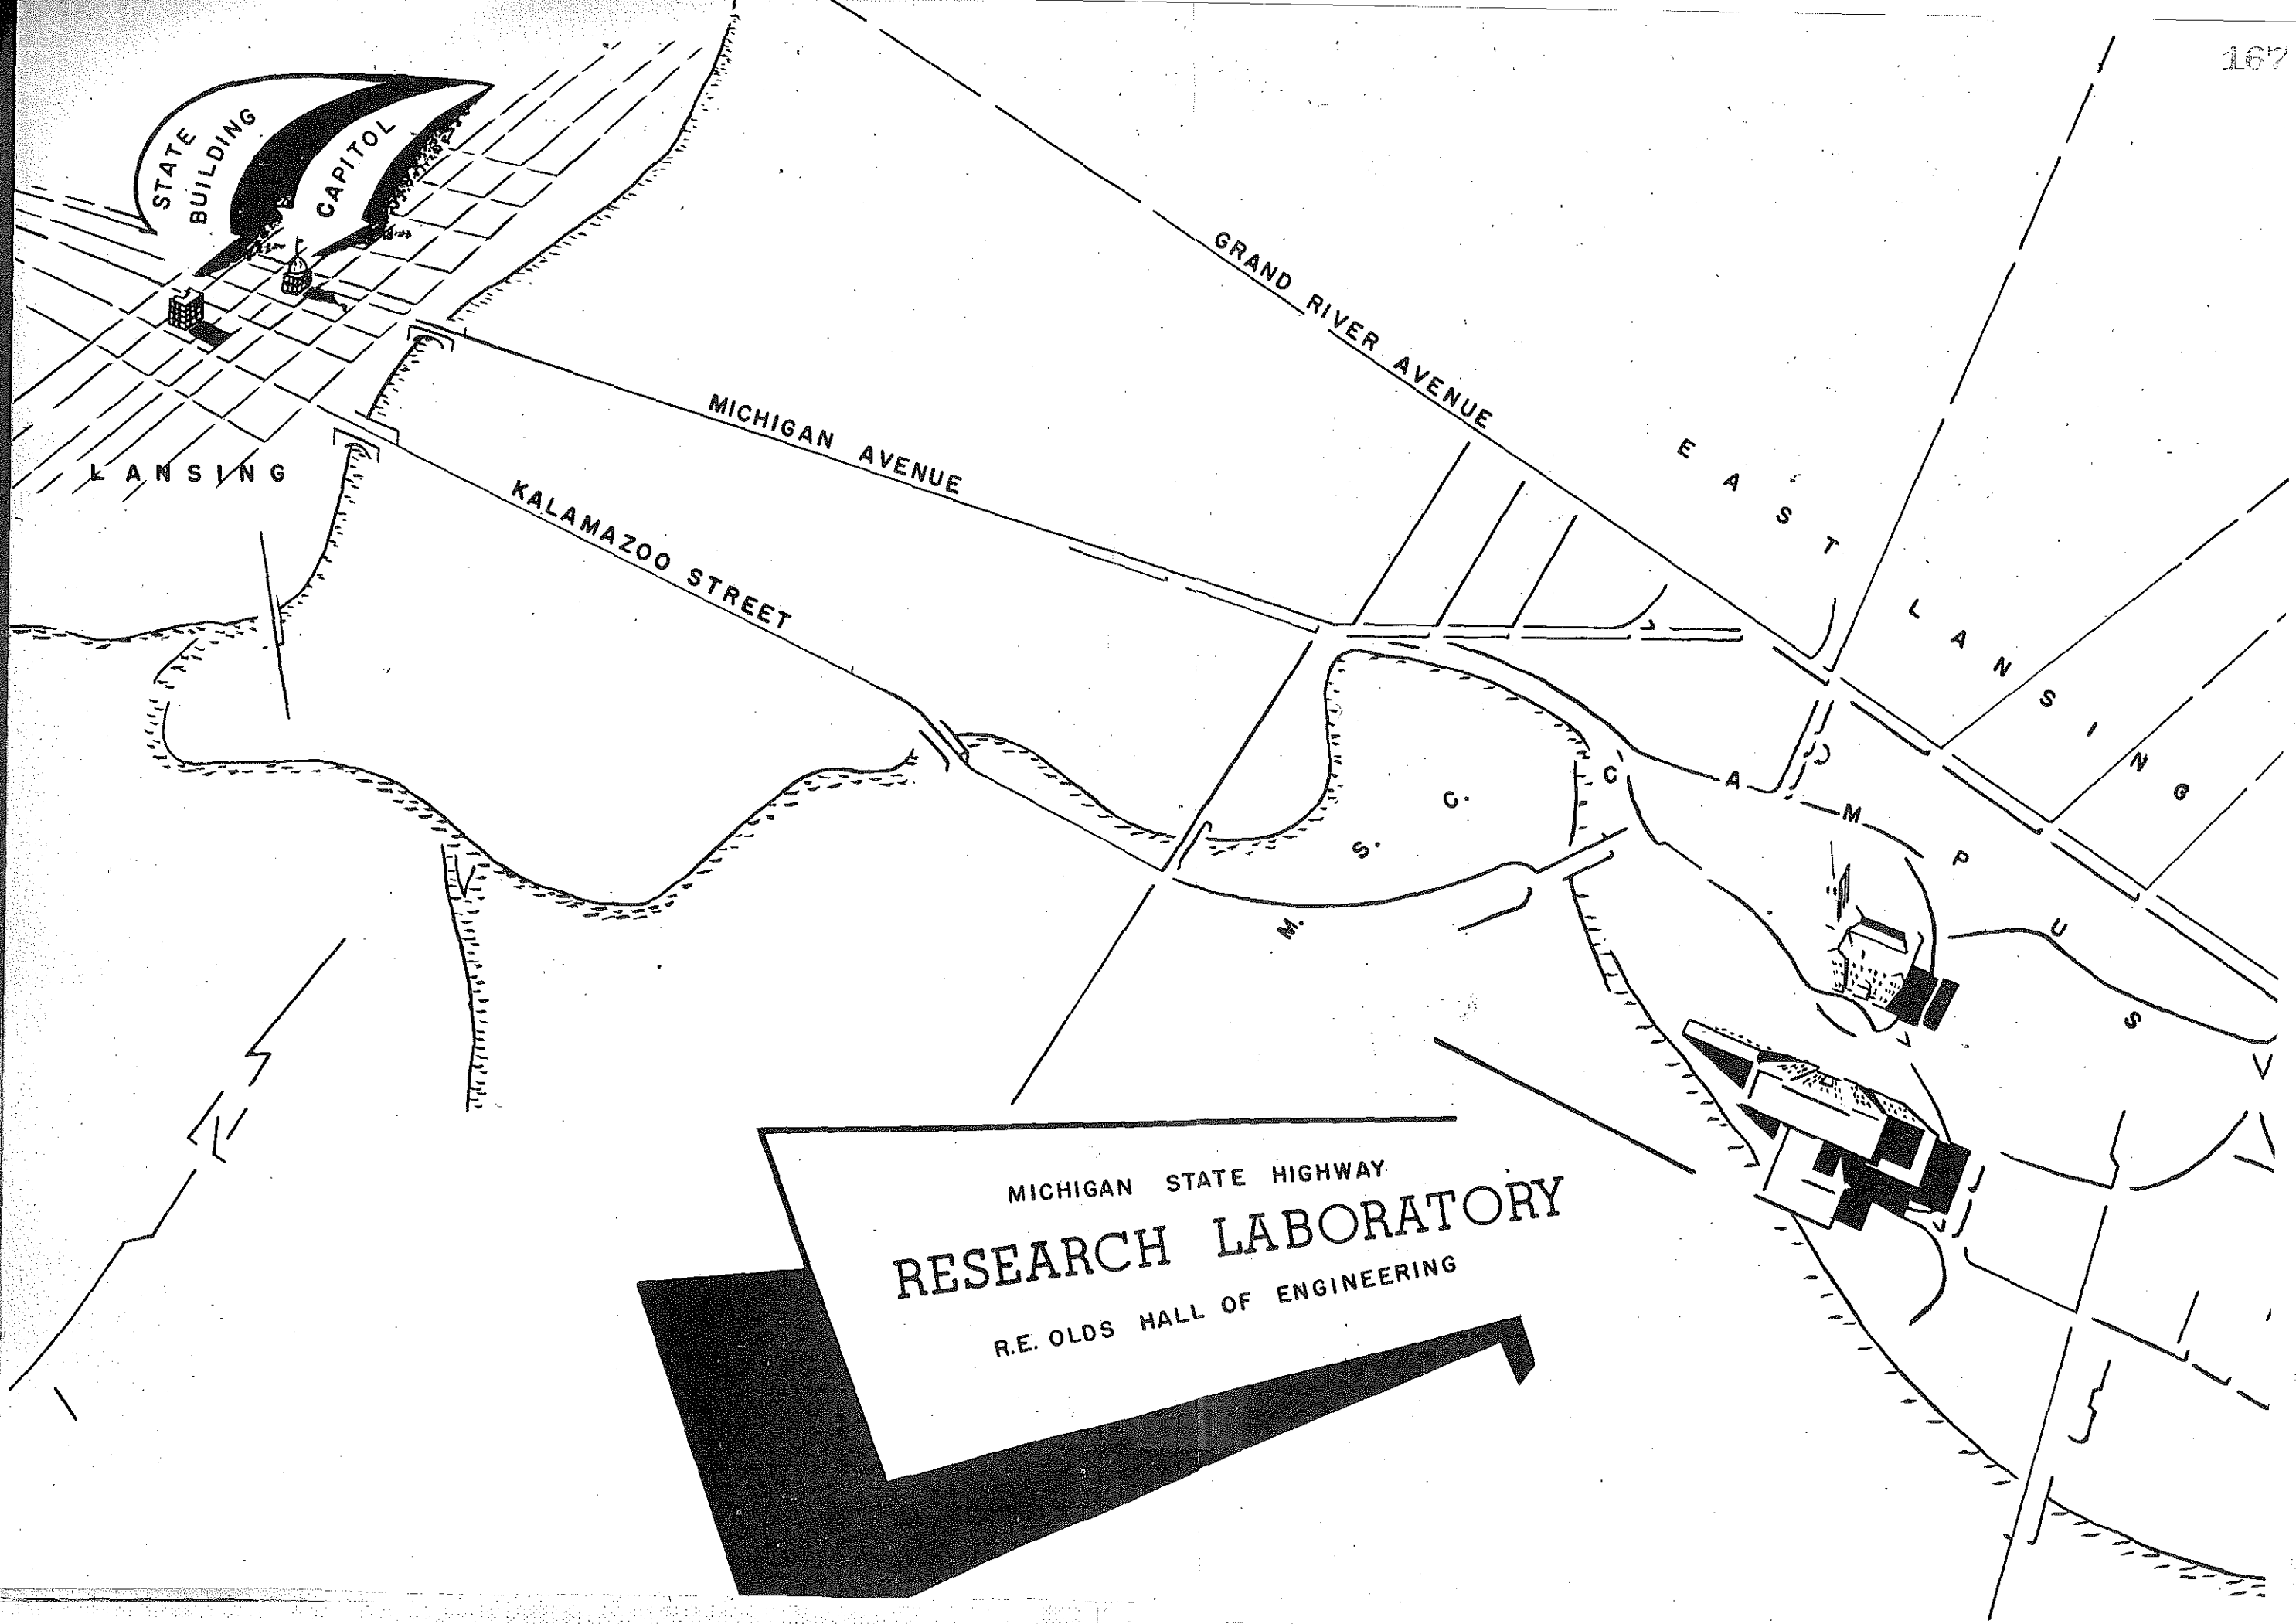 167
STATE
BUILDING
CAPITOL
LANSING
GRAND RIVER AVENUE
MICHIGAN AVENUE
KALAMAZOO STREET
EAST LANSING
M. S. C. CAMPUS
N
MICHIGAN STATE HIGHWAY
RESEARCH LABORATORY
R.E. OLDS HALL OF ENGINEERING